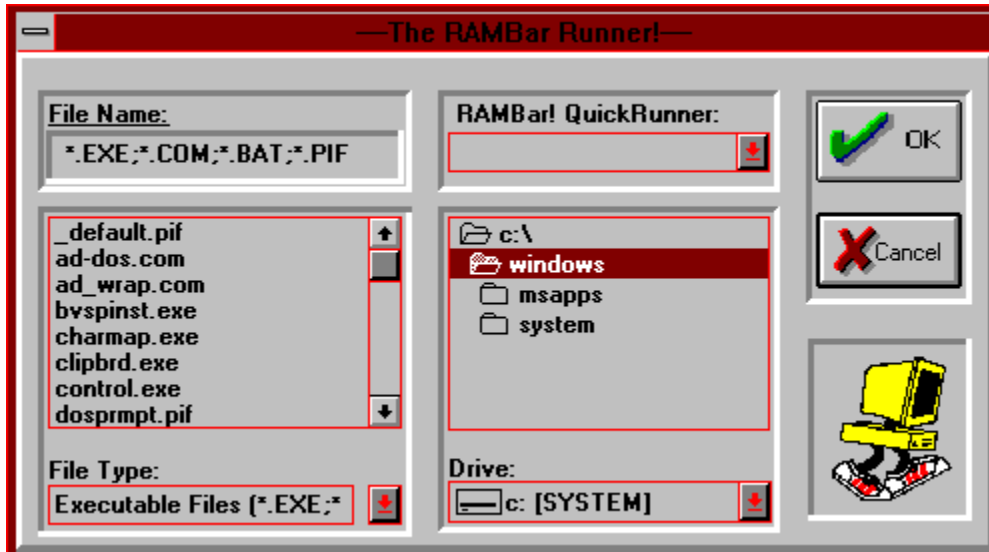 —The RAMBar Runner!—
File Name:
*.EXE;*.COM;*.BAT;*.PIF
RAMBar! QuickRunner:
OK
Cancel
_default.pif
ad-dos.com
ad_wrap.com
bvspinst.exe
charmap.exe
clipbrd.exe
control.exe
dosprmpt.pif
c:\
windows
msapps
system
File Type:
Executable Files (*.EXE;*
Drive:
c: [SYSTEM]